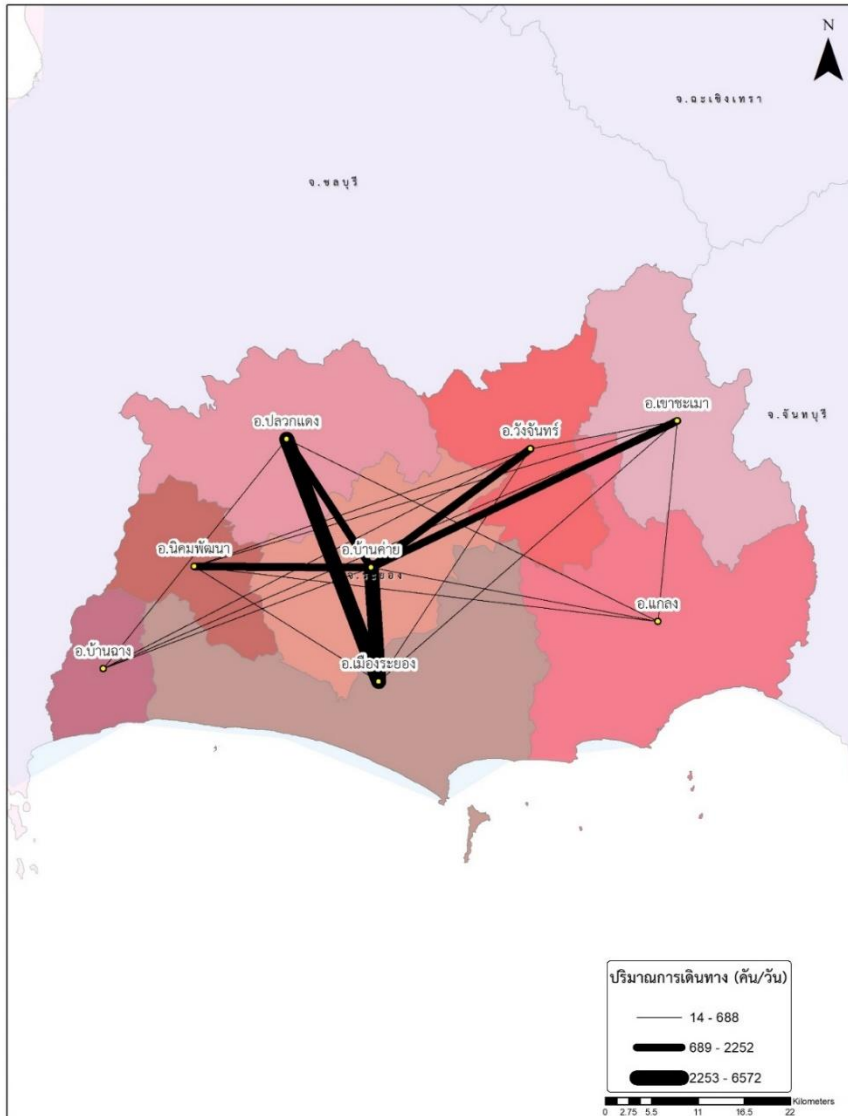 N
จ.ฉะเชิงเทรา
จ.ชลบุรี
อ.เขาชะเมา
จ.จันทบุรี
อ.ปลวกแดง
อ.วังจันทร์
อ.นิคมพัฒนา
อ.บ้านค่าย
จ.ระยอง
อ.แกลง
อ.บ้านฉาง
อ.เมืองระยอง
ปริมาณการเดินทาง (คัน/วัน)
14 - 688
689 - 2252
2253 - 6572
Kilometers
0 2.75 5.5 11 16.5 22